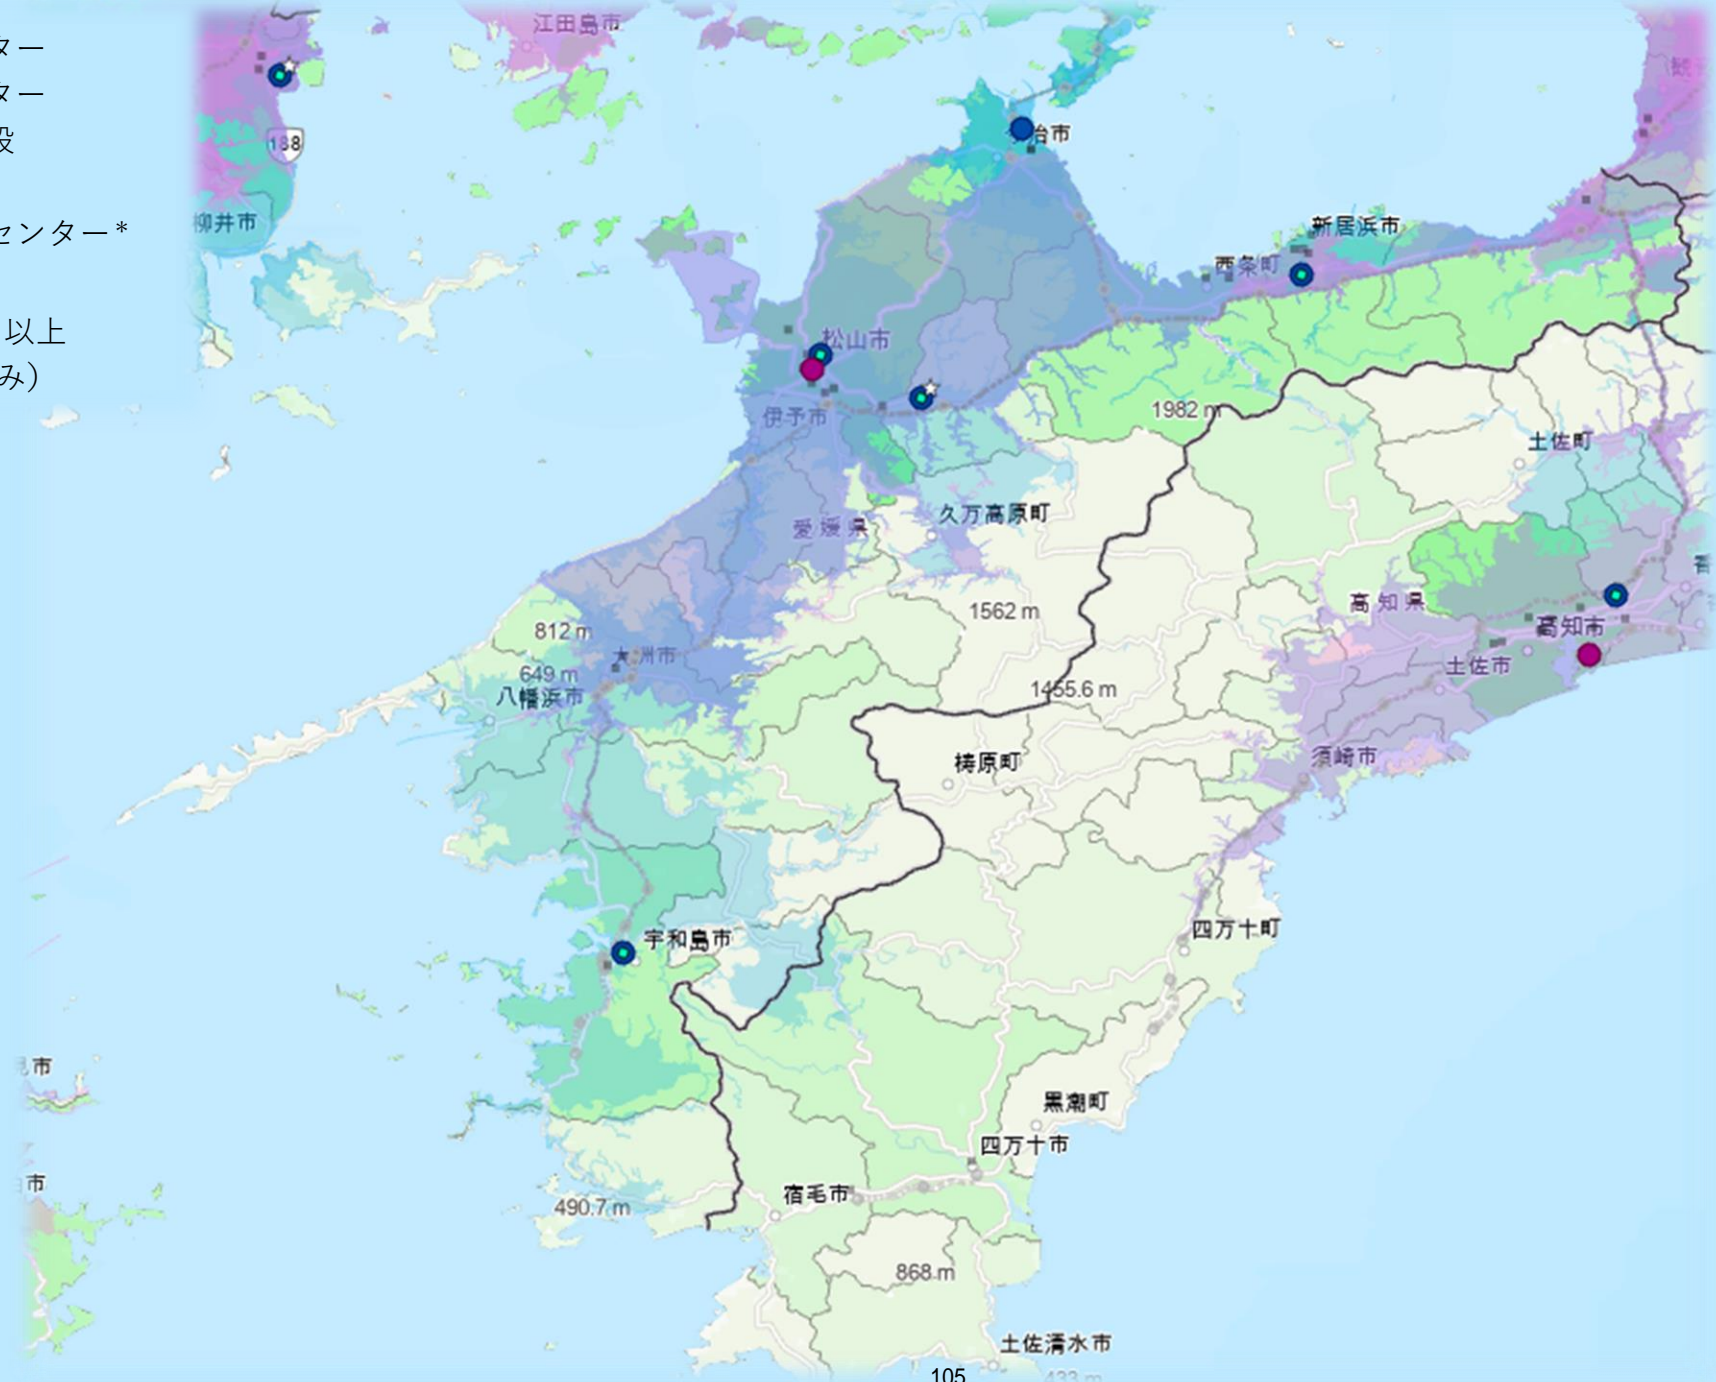 ター
ター
設
センター*
以上
み)
江田島市
188
柳井市
治市
新居浜市
西条町
松山市
伊予市
1982 m
土佐町
久万高原町
愛媛県
1562 m
高知県
高知市
812 m
大洲市
649 m
八幡浜市
土佐市
1455.6 m
須崎市
梼原町
宇和島市
四万十町
市
黒潮町
四万十市
市
宿毛市
490.7 m
868 m
土佐清水市
433 m
105